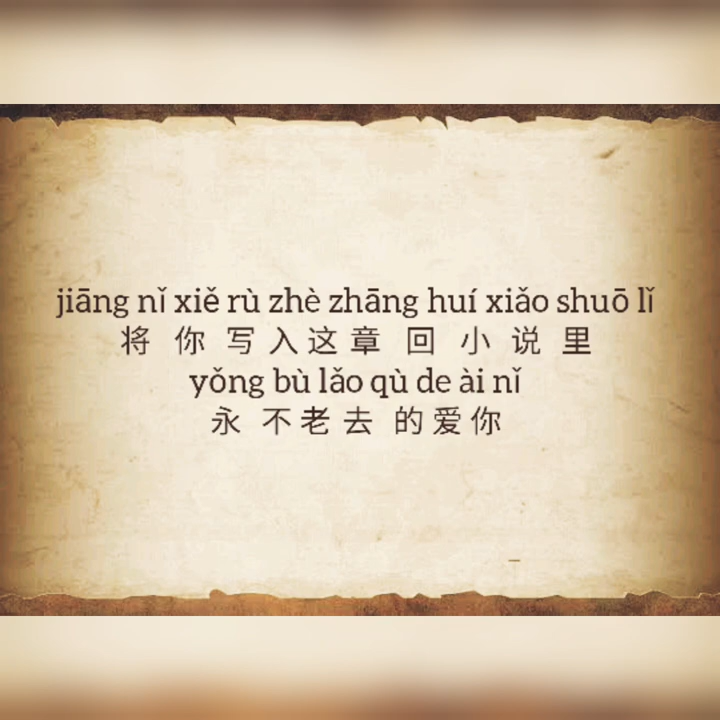 jiāng nǐ xiě rù zhè zhāng huí xiǎo shuō lǐ
将 你 写 入 这 章 回 小 说 里
yǒng bù lǎo qù de ài nǐ
永 不 老 去 的 爱 你